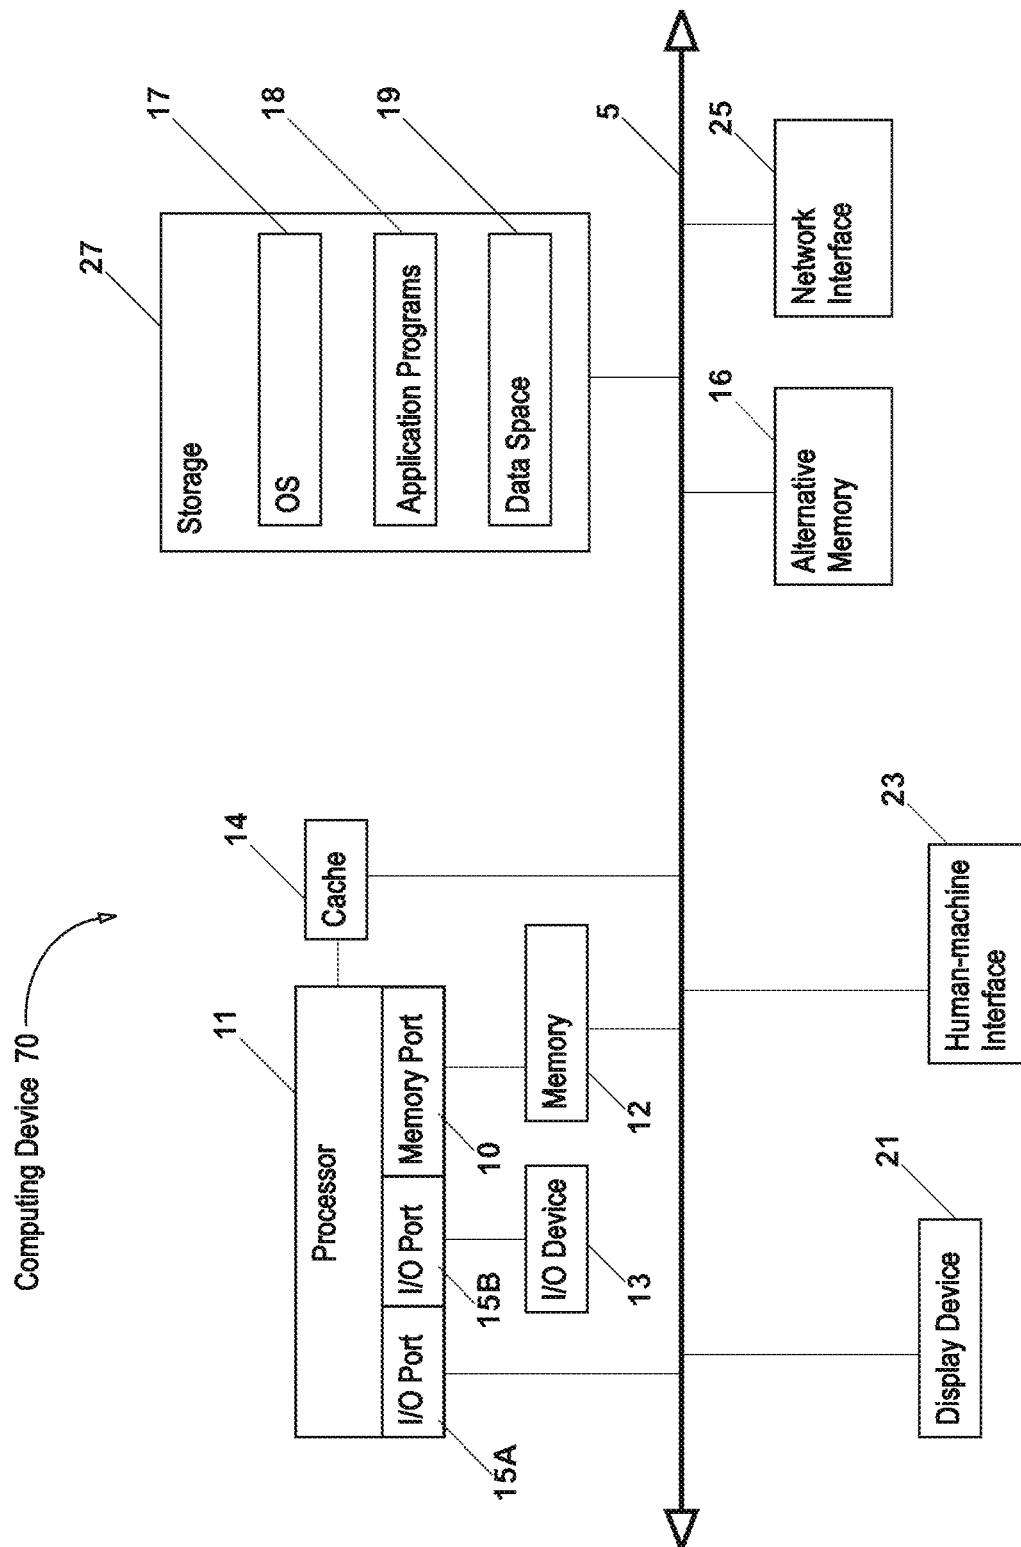 Computing Device 70
11
Processor
I/O Port
I/O Port
Memory Port
15A
15B
10
14
Cache
I/O Device
13
Memory
12
27
Storage
OS
17
Application Programs
18
Data Space
19
5
Display Device
21
Human-machine
Interface
23
Alternative
Memory
16
Network
Interface
25